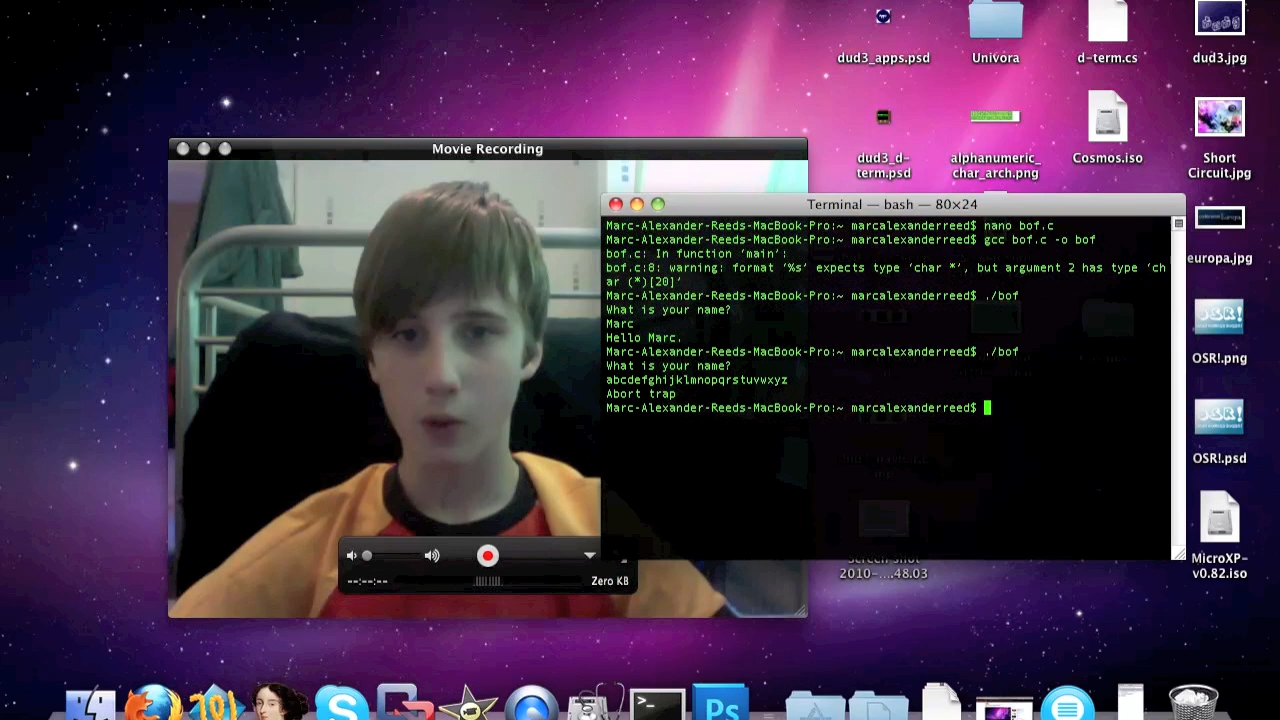 dud3_apps.psd
Univora
d-term.cs
dud3.jpg
dud3_d-
term.psd
alphanumeric_
char_arch.png
Cosmos.iso
Short
Circuit.jpg
europa.jpg
OSR!
OSR!.png
OSR!
OSR!.psd
MicroXP-
v0.82.iso
Screen Shot
2010-....48.03
Movie Recording
--:--:--
Zero KB
Terminal — bash — 80×24
Marc-Alexander-Reeds-MacBook-Pro:~ marcalexanderreed$ nano bof.c
Marc-Alexander-Reeds-MacBook-Pro:~ marcalexanderreed$ gcc bof.c -o bof
bof.c: In function ‘main’:
bof.c:8: warning: format ‘%s’ expects type ‘char *’, but argument 2 has type ‘ch
ar (*)[20]’
Marc-Alexander-Reeds-MacBook-Pro:~ marcalexanderreed$ ./bof
What is your name?
Marc
Hello Marc.
Marc-Alexander-Reeds-MacBook-Pro:~ marcalexanderreed$ ./bof
What is your name?
abcdefghijklmnopqrstuvwxyz
Abort trap
Marc-Alexander-Reeds-MacBook-Pro:~ marcalexanderreed$
101
S
>_
Ps